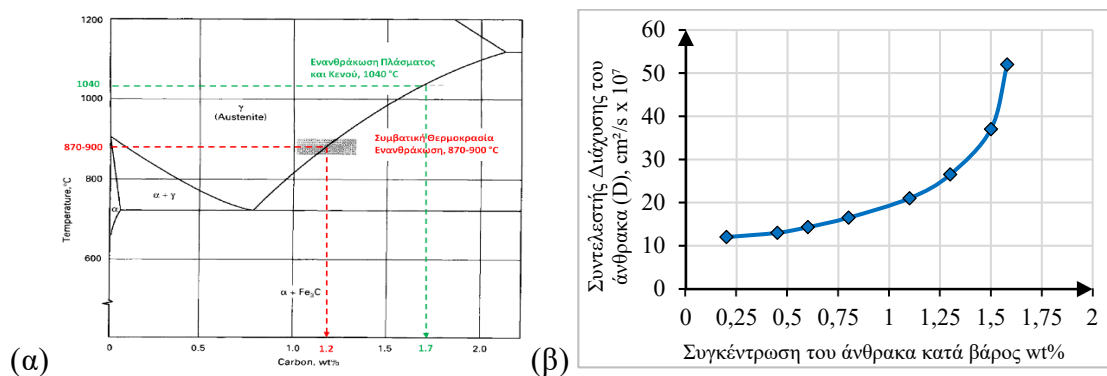 1200
Ενανθράκωση Πλάσματος
και Κενού, 1040 °C
1040
1000
γ
(Austenite)
Συμβατική Θερμοκρασία
Ενανθράκωση, 870-900 °C
870-900
800
α + γ
α
600
Temperature,°C
α + Fe3C
0
0.5
1.0
1.2
1.7
2.0
Carbon, wt%
(α)
60
50
40
30
20
10
0
Συντελεστής Διάχυσης του
άνθρακα (D), cm²/s x 10⁷
0
0,25
0,5
0,75
1
1,25
1,5
1,75
2
Συγκέντρωση του άνθρακα κατά βάρος wt%
(β)